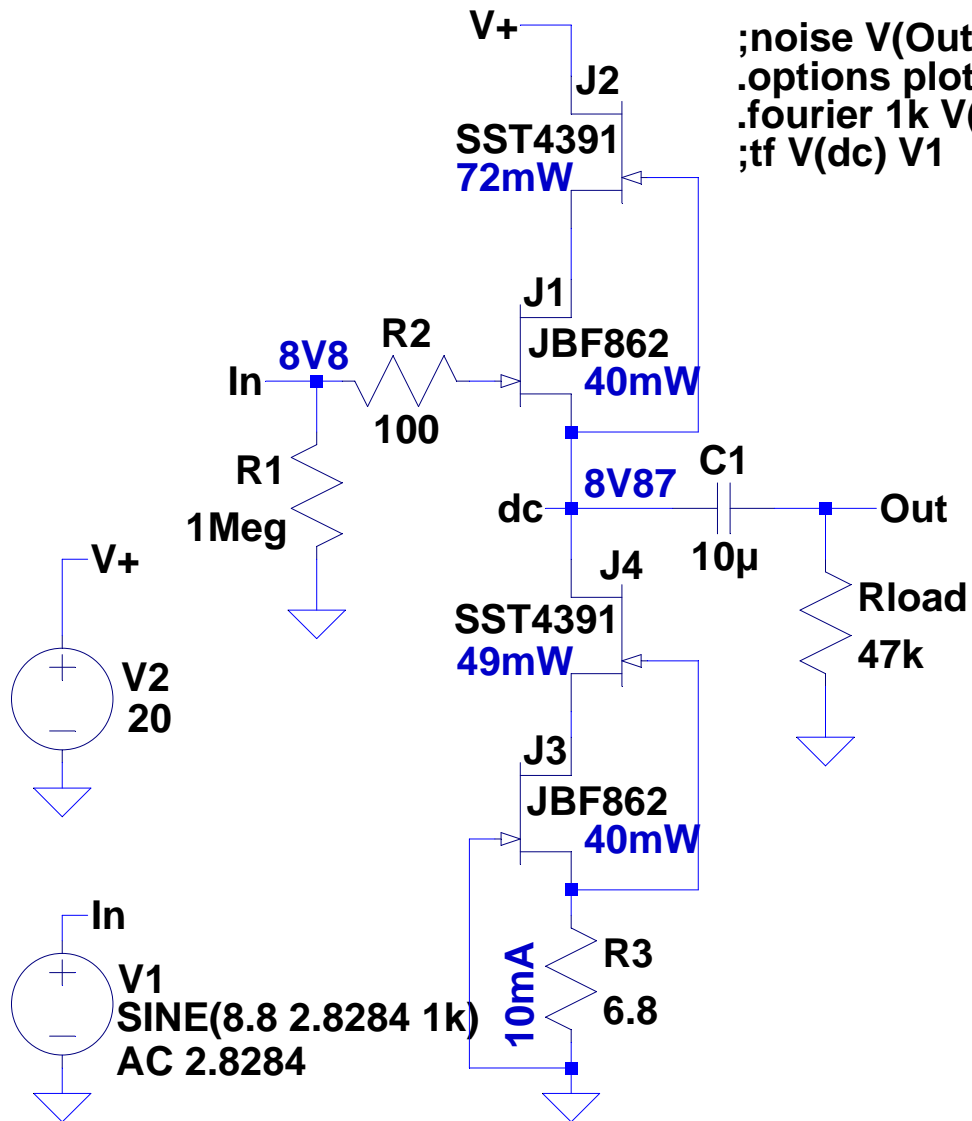 V+
;noise V(Out
.options plot
.fourier 1k V(
;tf V(dc) V1
J2
SST4391
72mW
J1
JBF862
40mW
R2
100
8V8
In
R1
1Meg
dc
8V87
C1
10µ
Out
Rload
47k
J4
SST4391
49mW
V+
V2
20
J3
JBF862
40mW
In
V1
SINE(8.8 2.8284 1k)
AC 2.8284
10mA
R3
6.8